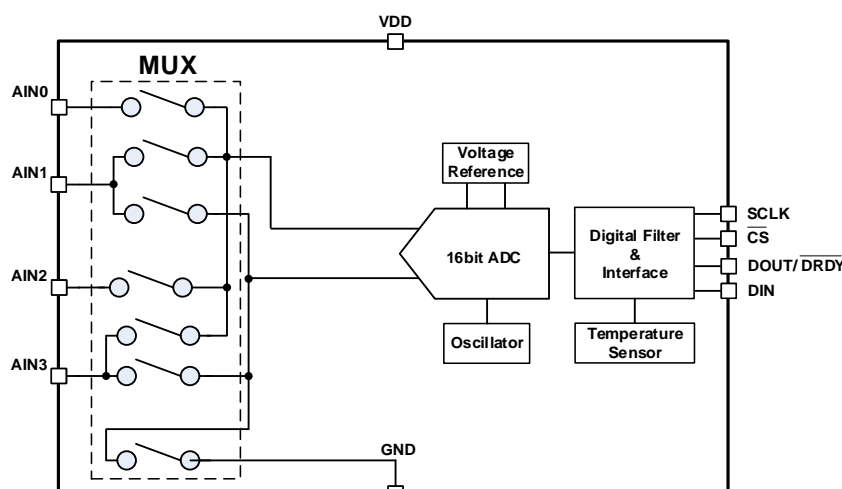 VDD
MUX
AIN0
AIN1
AIN2
AIN3
Voltage
Reference
16bit ADC
Oscillator
Digital Filter
&
Interface
Temperature
Sensor
SCLK
CS
DOUT/DRDY
DIN
GND